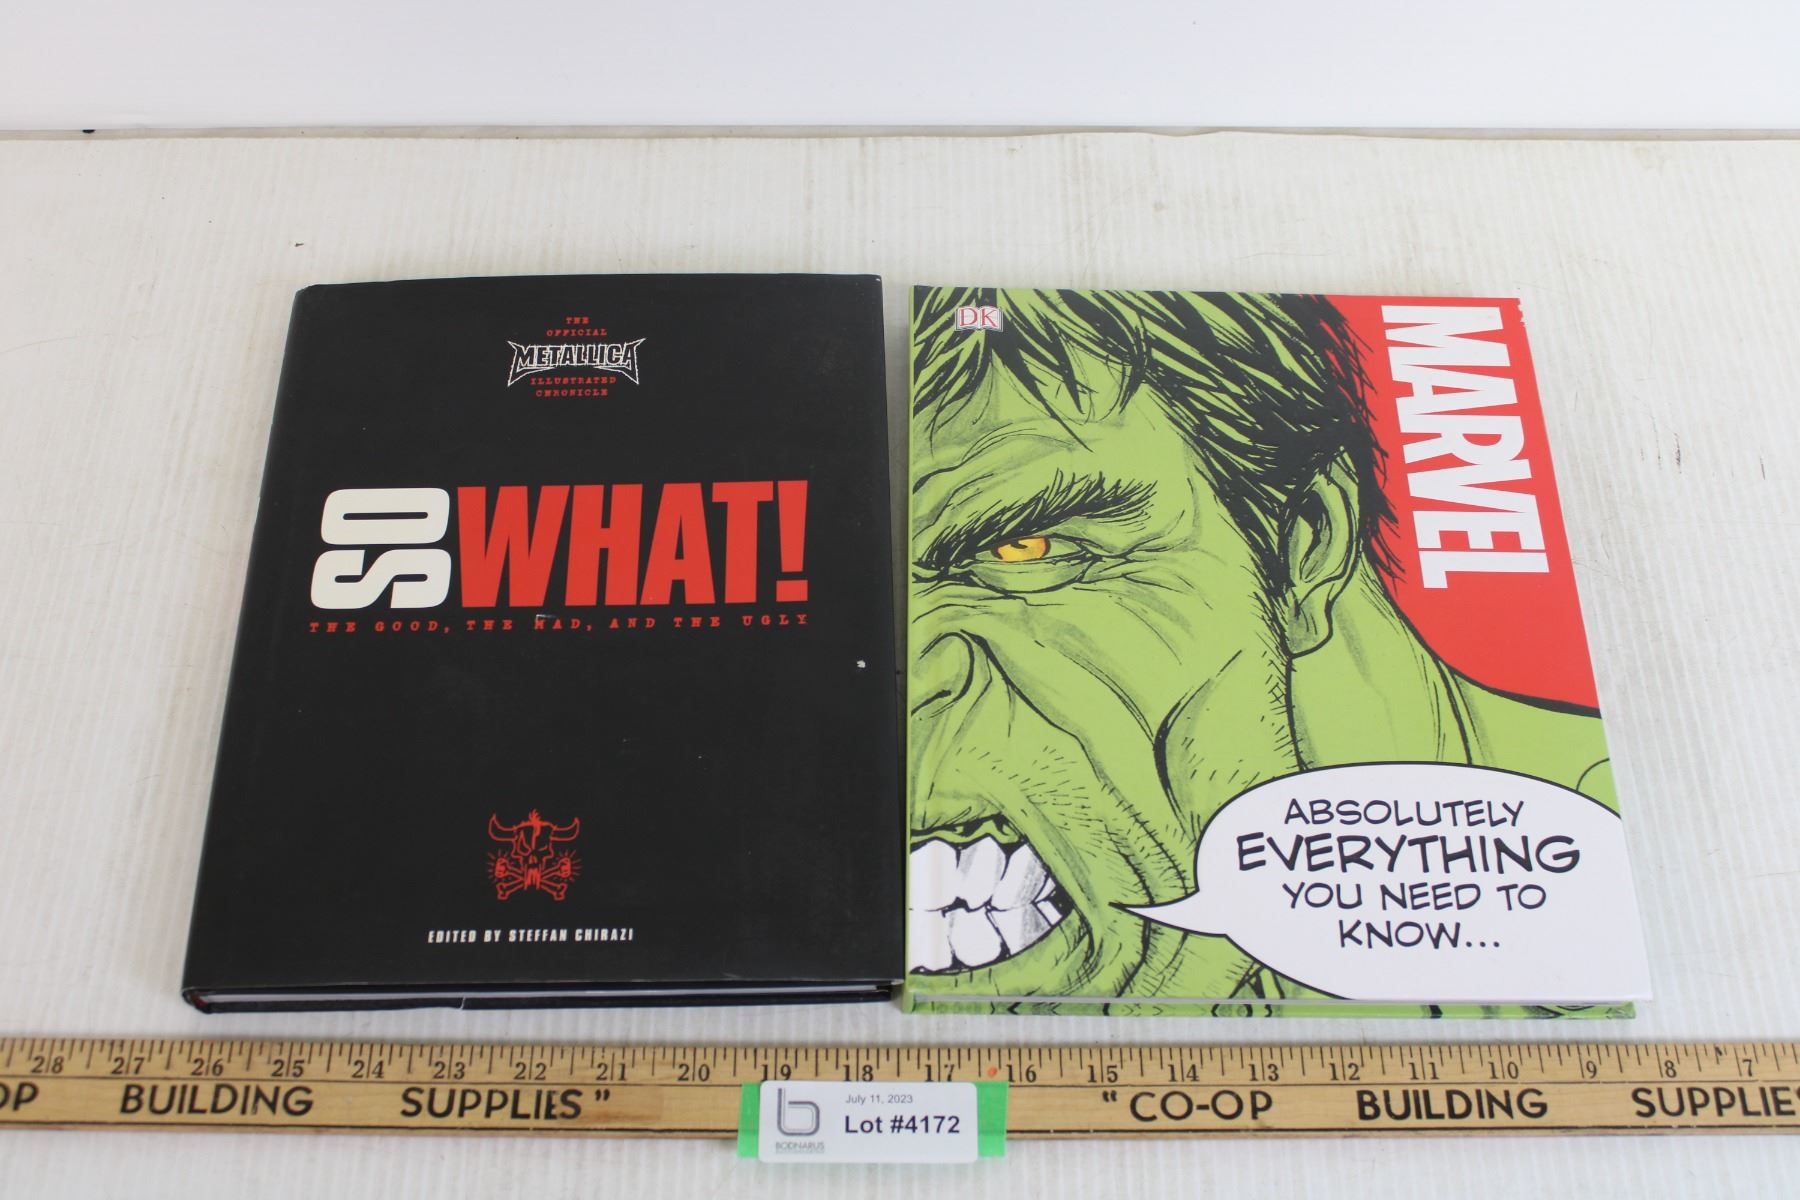 THE
OFFICIAL
METALLICA
ILLUSTRATED
CHRONICLE
SO WHAT!
THE GOOD, THE MAD, AND THE UGLY
EDITED BY STEFFAN CHIRAZI
DK
MARVEL
ABSOLUTELY
EVERYTHING
YOU NEED TO
KNOW...
28 27 26 25 24 23 22 21 20 19 18 17 16 15 14 13 12 11 10 9 8 7
OP BUILDING SUPPLIES" "CO-OP BUILDING SUPPLIES
July 11, 2023
Lot #4172
b
BODNARUS